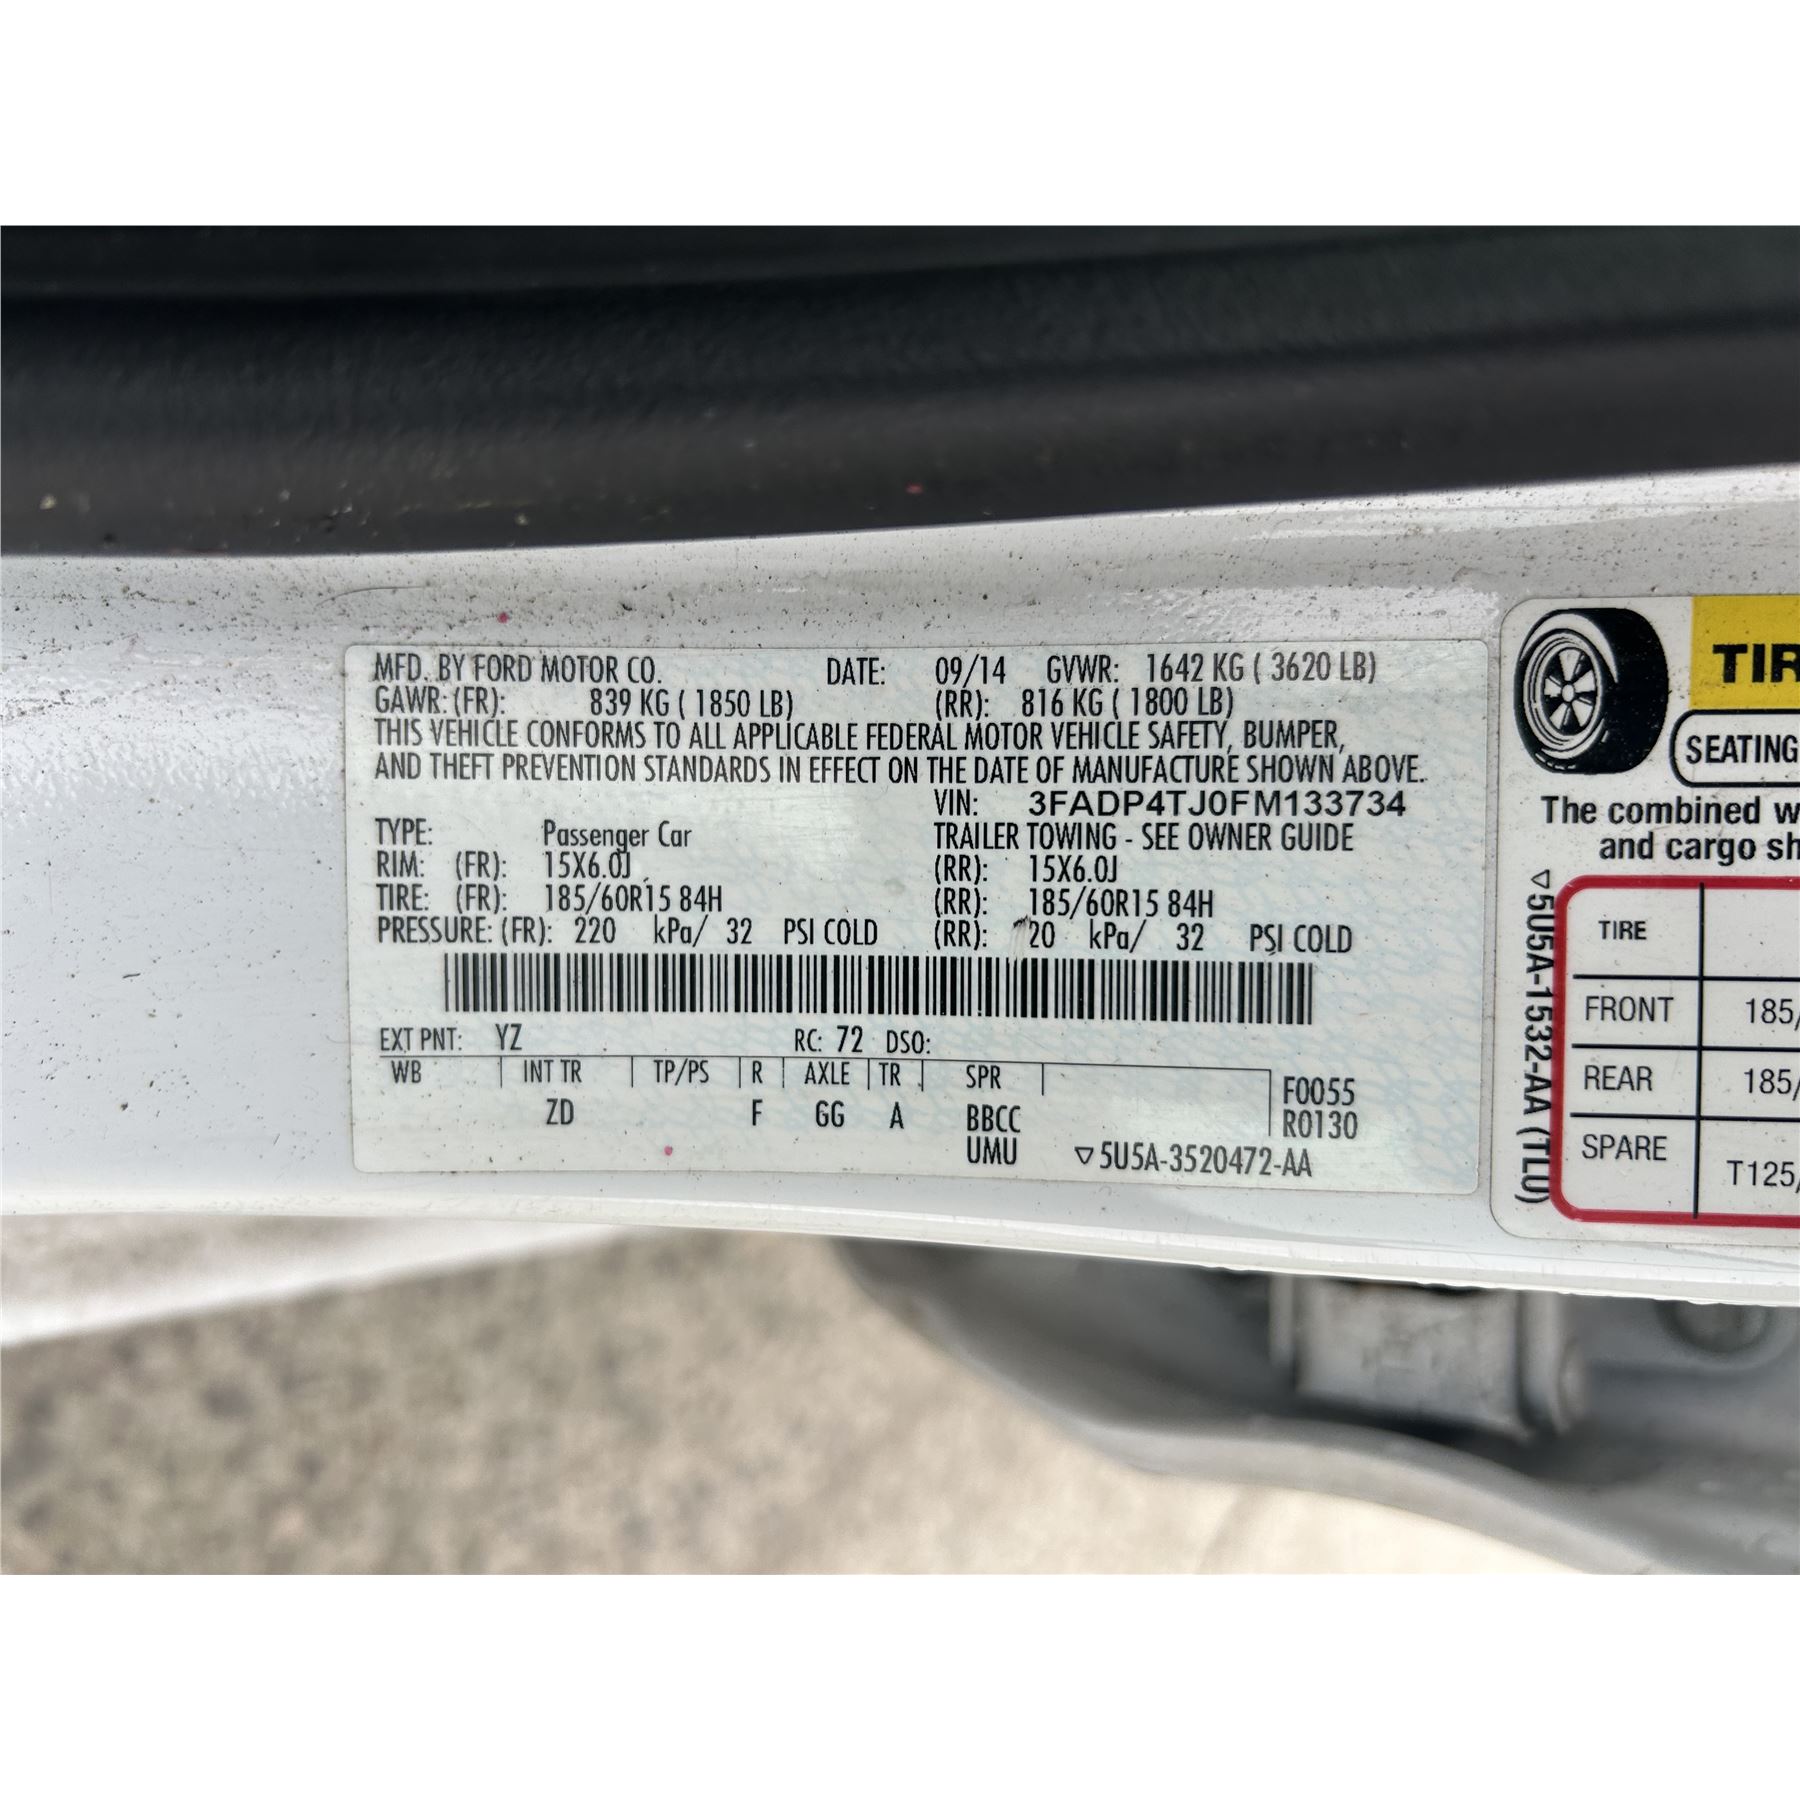 MFD. BY FORD MOTOR CO. DATE: 09/14 GVWR: 1642 KG ( 3620 LB)
GAWR: (FR): 839 KG ( 1850 LB) (RR): 816 KG ( 1800 LB)
THIS VEHICLE CONFORMS TO ALL APPLICABLE FEDERAL MOTOR VEHICLE SAFETY, BUMPER,
AND THEFT PREVENTION STANDARDS IN EFFECT ON THE DATE OF MANUFACTURE SHOWN ABOVE.
VIN: 3FADP4TJ0FM133734
TYPE: Passenger Car TRAILER TOWING - SEE OWNER GUIDE
RIM: (FR): 15X6.0J (RR): 15X6.0J
TIRE: (FR): 185/60R15 84H (RR): 185/60R15 84H
PRESSURE: (FR): 220 kPa/ 32 PSI COLD (RR): 20 kPa/ 32 PSI COLD
EXT PNT: YZ RC: 72 DSO:
WB INT TR TP/PS R AXLE TR SPR
ZD F GG A BBCC
UMU
F0055
R0130
▽5U5A-3520472-AA
TIR
SEATING
The combined w
and cargo sh
▽5U5A-1532-AA (TLU)
TIRE
FRONT 185/
REAR 185/
SPARE T125/